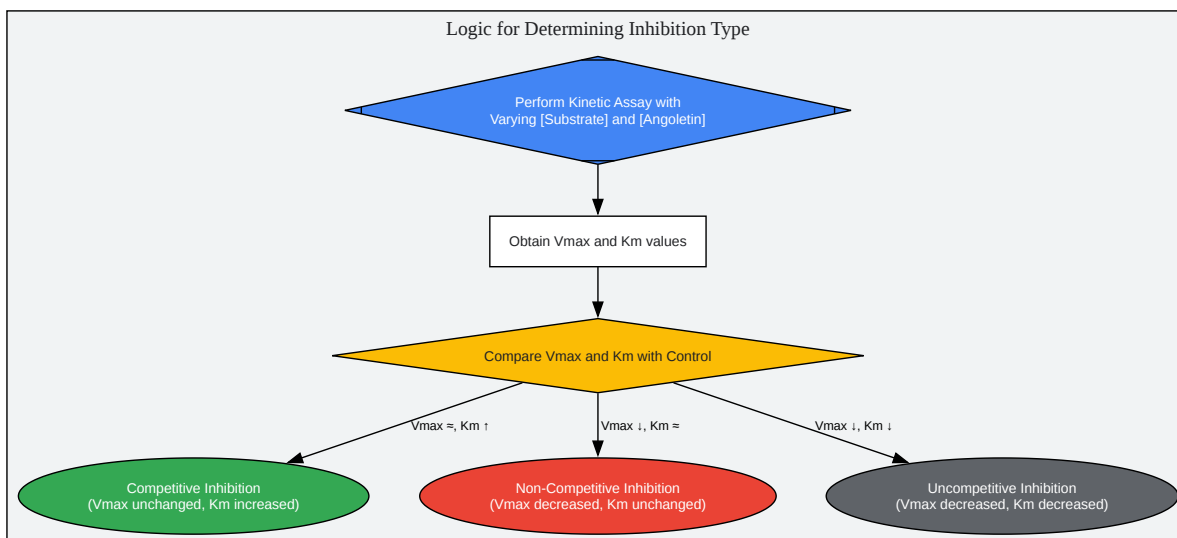 Logic for Determining Inhibition Type
Perform Kinetic Assay with
Varying [Substrate] and [Angoletin]
Obtain Vmax and Km values
Compare Vmax and Km with Control
Vmax ≈, Km ↑
Vmax ↓, Km ≈
Vmax ↓, Km ↓
Competitive Inhibition
(Vmax unchanged, Km increased)
Non-Competitive Inhibition
(Vmax decreased, Km unchanged)
Uncompetitive Inhibition
(Vmax decreased, Km decreased)